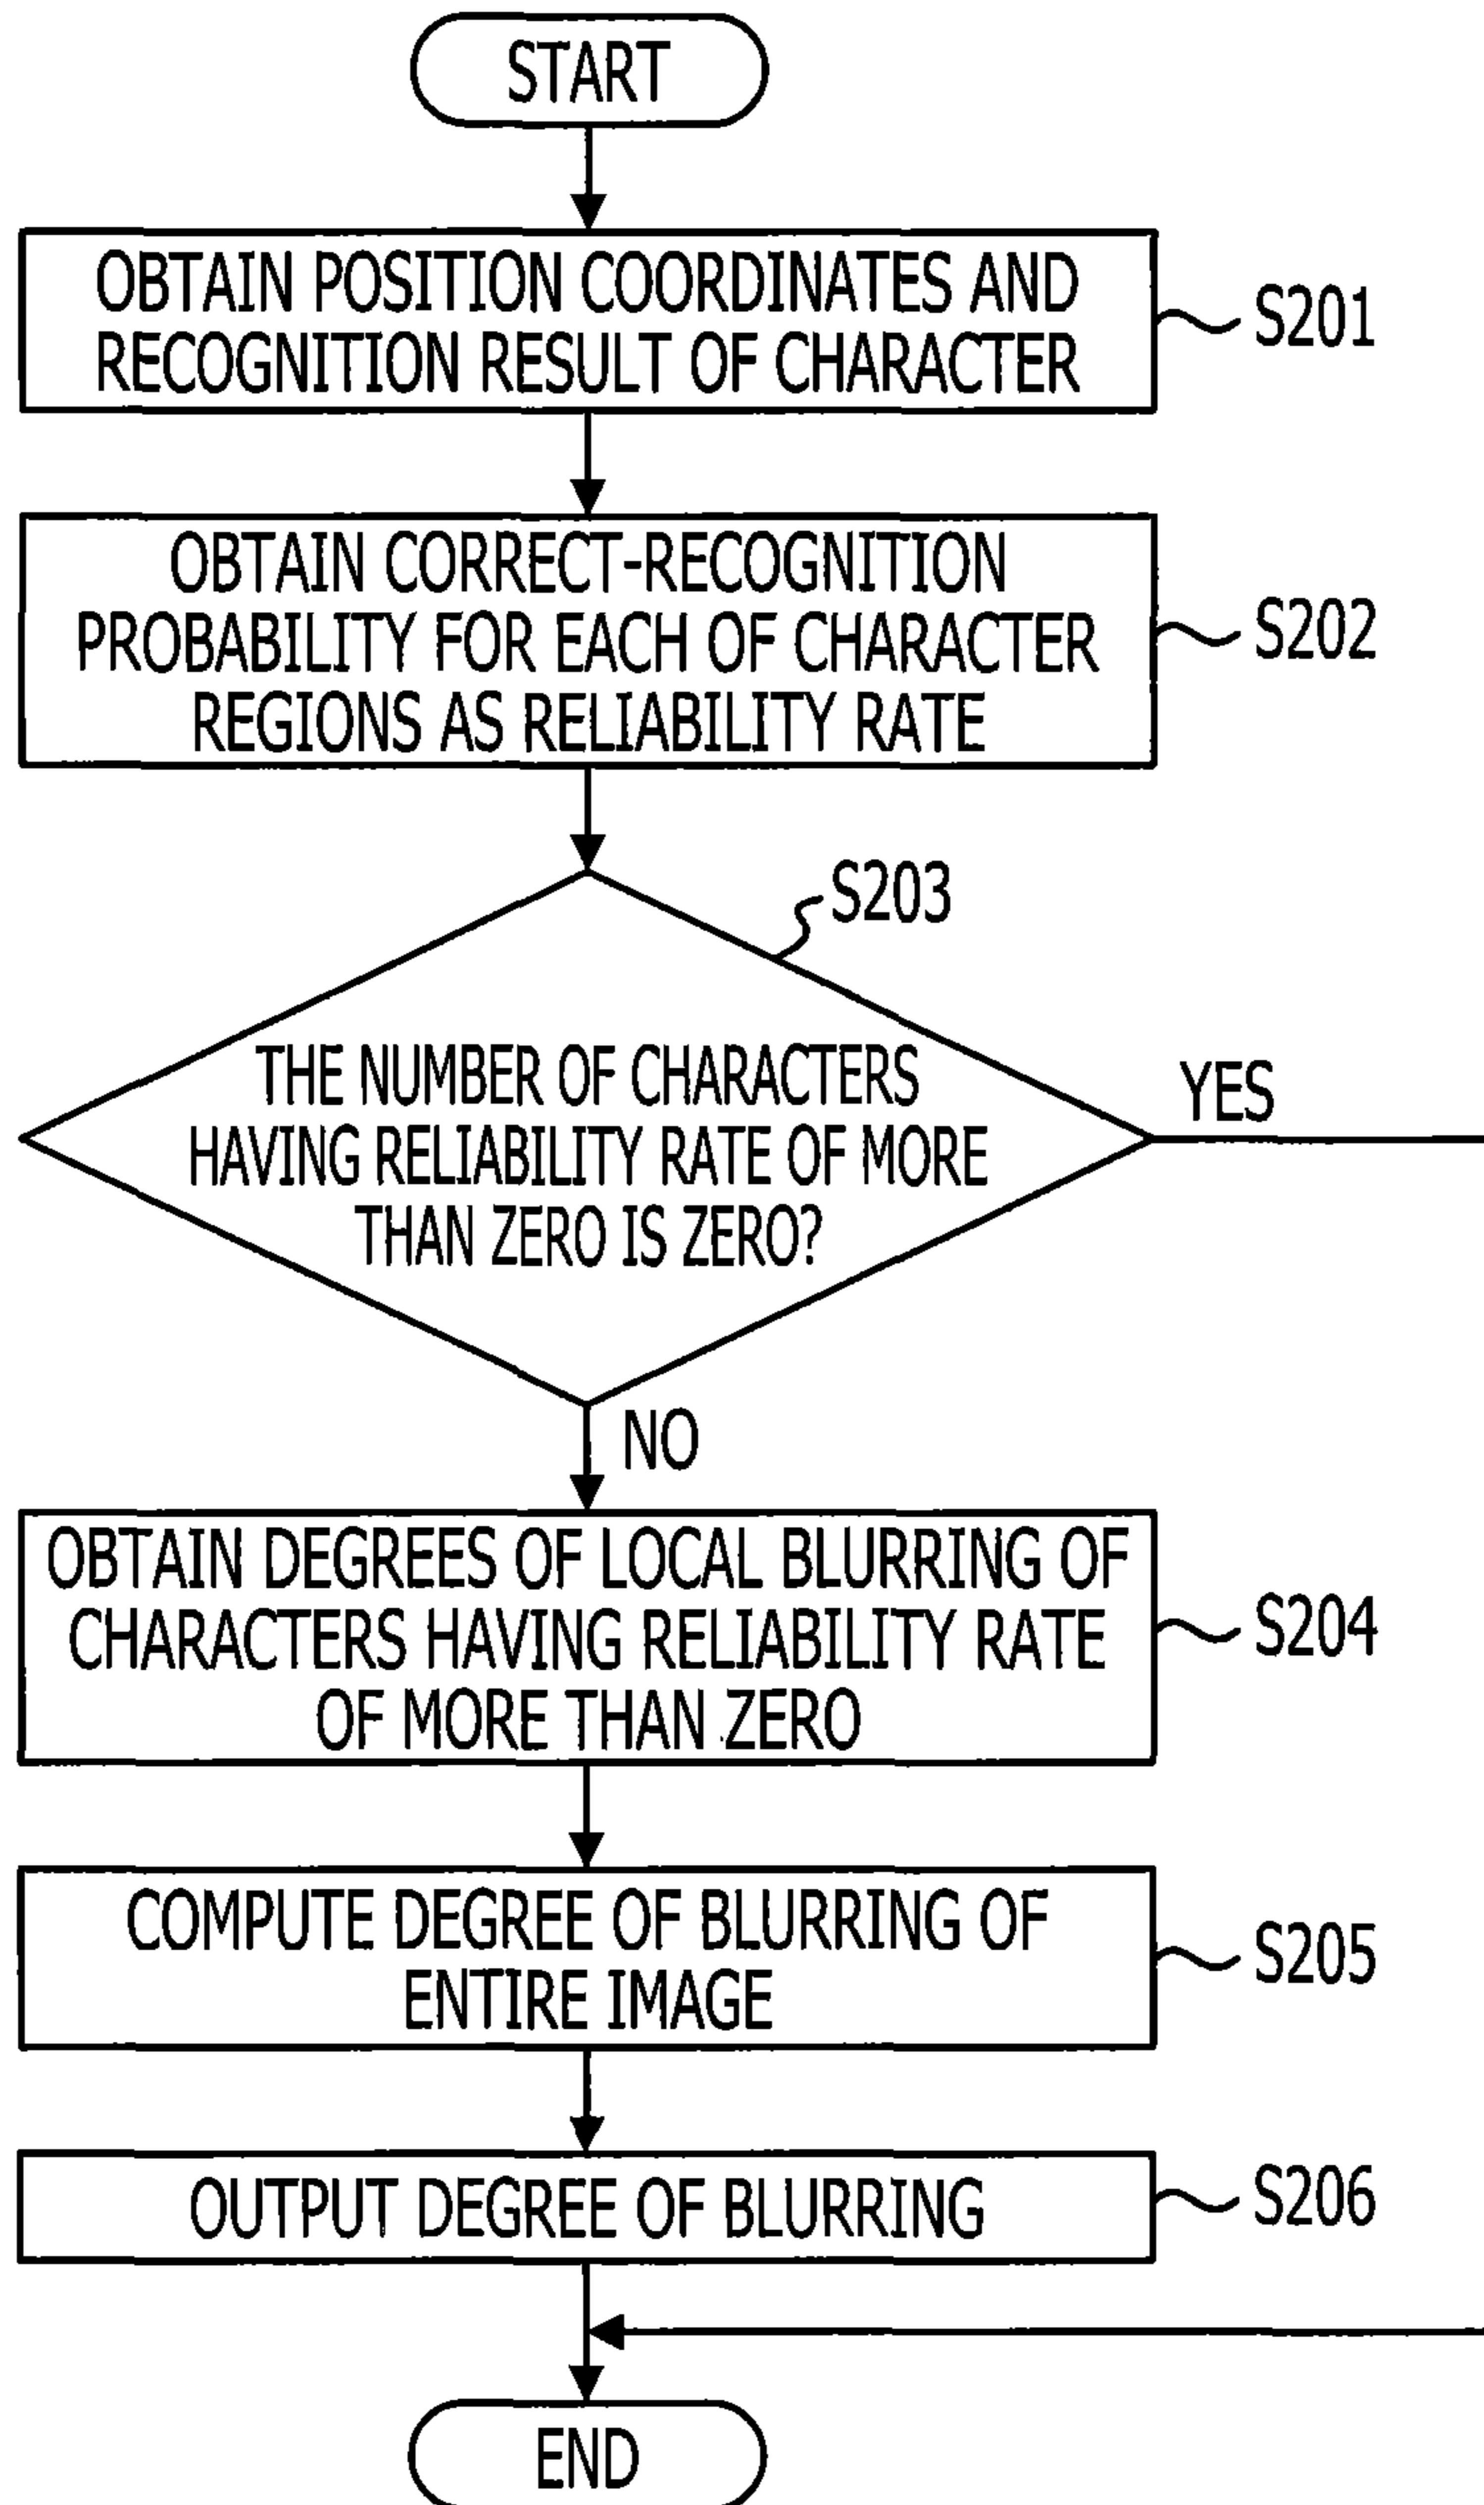 START
OBTAIN POSITION COORDINATES AND
RECOGNITION RESULT OF CHARACTER
S201
OBTAIN CORRECT-RECOGNITION
PROBABILITY FOR EACH OF CHARACTER
REGIONS AS RELIABILITY RATE
S202
S203
THE NUMBER OF CHARACTERS
HAVING RELIABILITY RATE OF MORE
THAN ZERO IS ZERO?
YES
NO
OBTAIN DEGREES OF LOCAL BLURRING OF
CHARACTERS HAVING RELIABILITY RATE
OF MORE THAN ZERO
S204
COMPUTE DEGREE OF BLURRING OF
ENTIRE IMAGE
S205
OUTPUT DEGREE OF BLURRING
S206
END